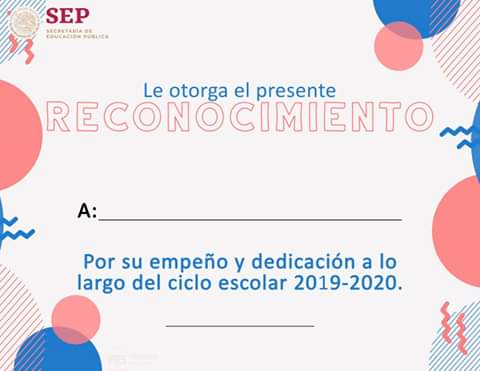 SEP
SECRETARÍA DE
EDUCACIÓN PÚBLICA
Le otorga el presente
RECONOCIMIENTO
A:
Por su empeño y dedicación a lo
largo del ciclo escolar 2019-2020.